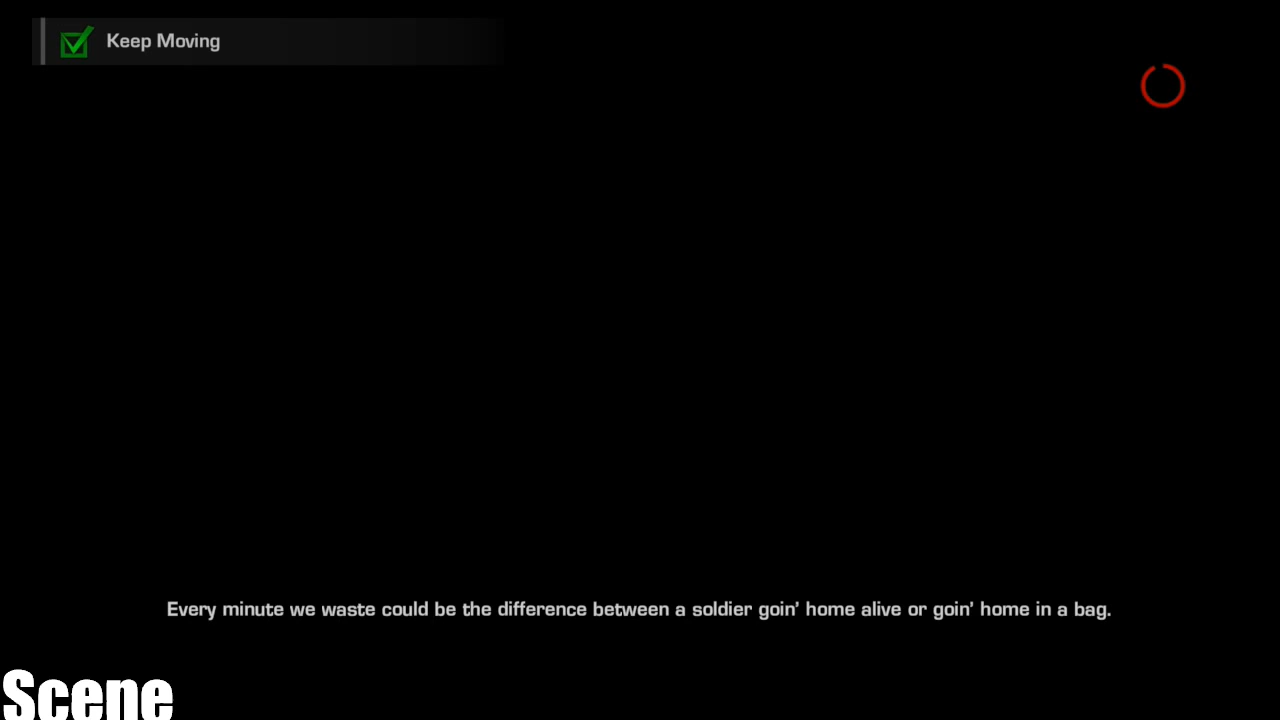 Keep Moving
Every minute we waste could be the difference between a soldier goin' home alive or goin' home in a bag.
Scene